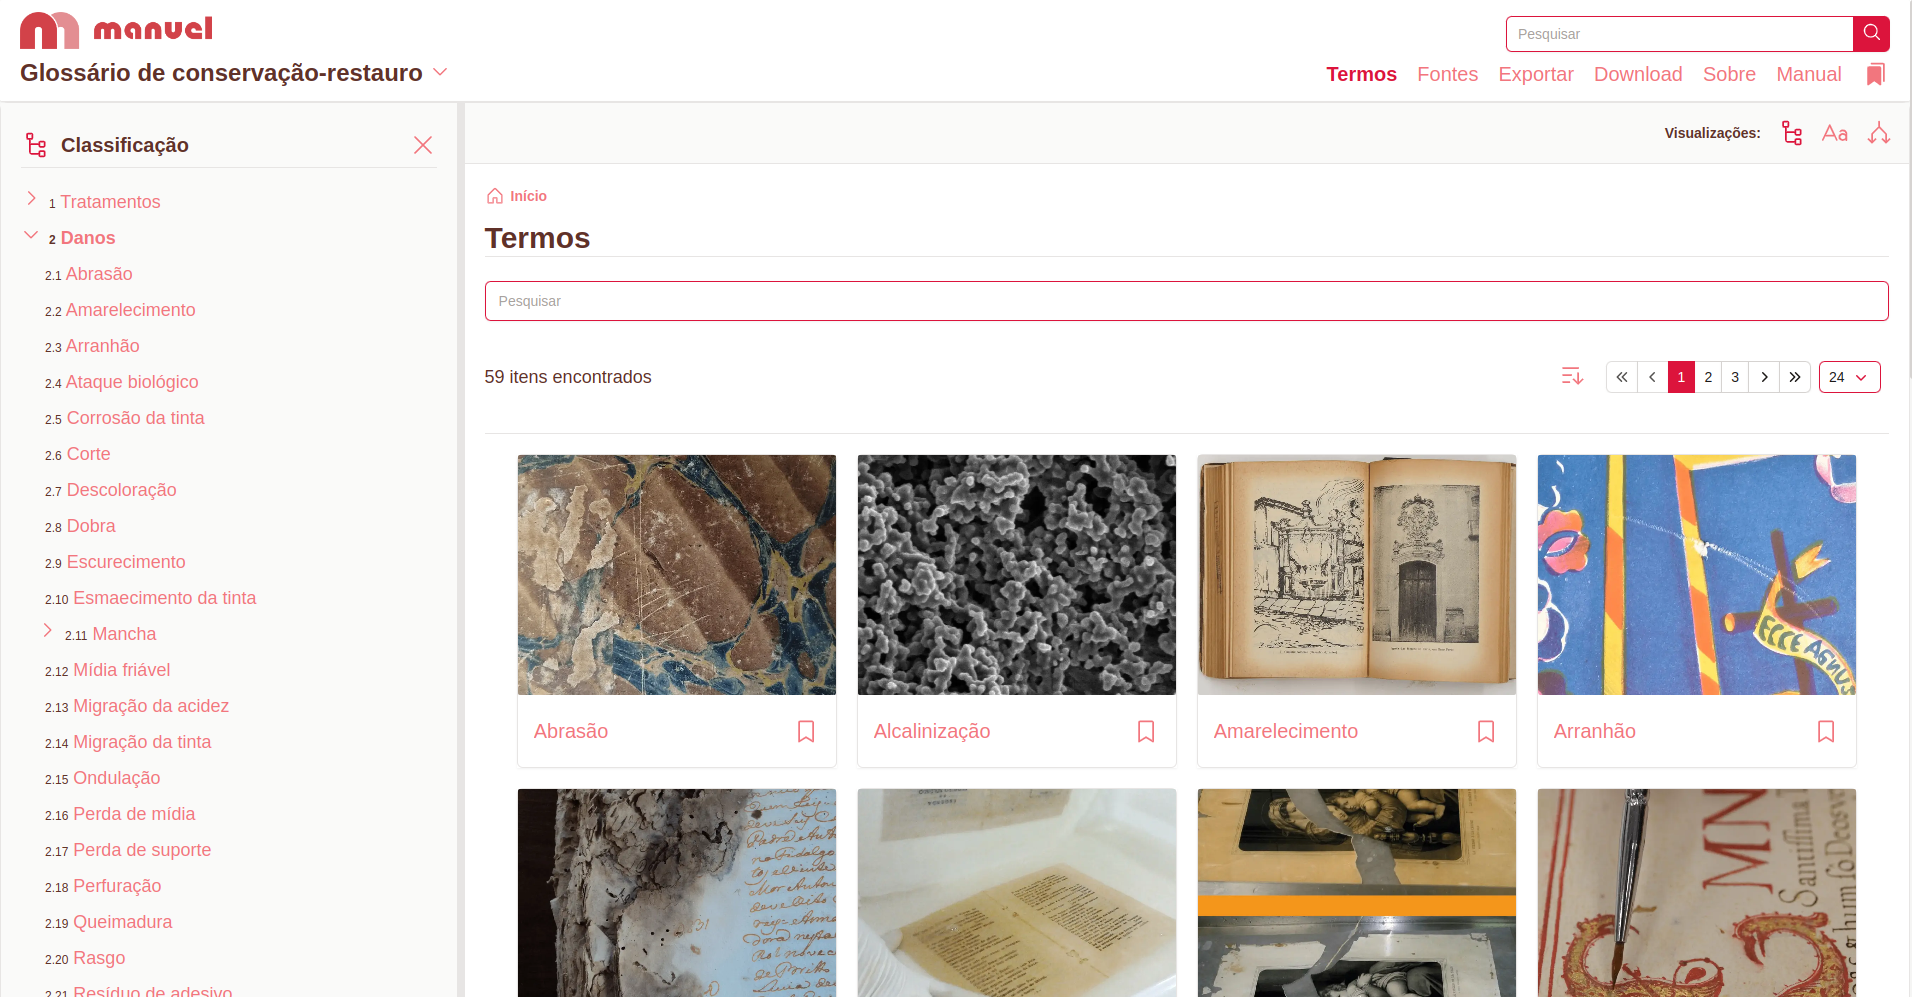 manuel
Glossário de conservação-restauro
Pesquisar
Termos Fontes Exportar Download Sobre Manual
Classificação
1 Tratamentos
2 Danos
2.1 Abrasão
2.2 Amarelecimento
2.3 Arranhão
2.4 Ataque biológico
2.5 Corrosão da tinta
2.6 Corte
2.7 Descoloração
2.8 Dobra
2.9 Escurecimento
2.10 Esmaecimento da tinta
2.11 Mancha
2.12 Mídia friável
2.13 Migração da acidez
2.14 Migração da tinta
2.15 Ondulação
2.16 Perda de mídia
2.17 Perda de suporte
2.18 Perfuração
2.19 Queimadura
2.20 Rasgo
2.21 Resíduo de adesivo
Visualizações:
Aa
Início
Termos
Pesquisar
59 itens encontrados
1 2 3
24
ECCE AGNUS
Abrasão
Alcalinização
Amarelecimento
Arranhão
MN